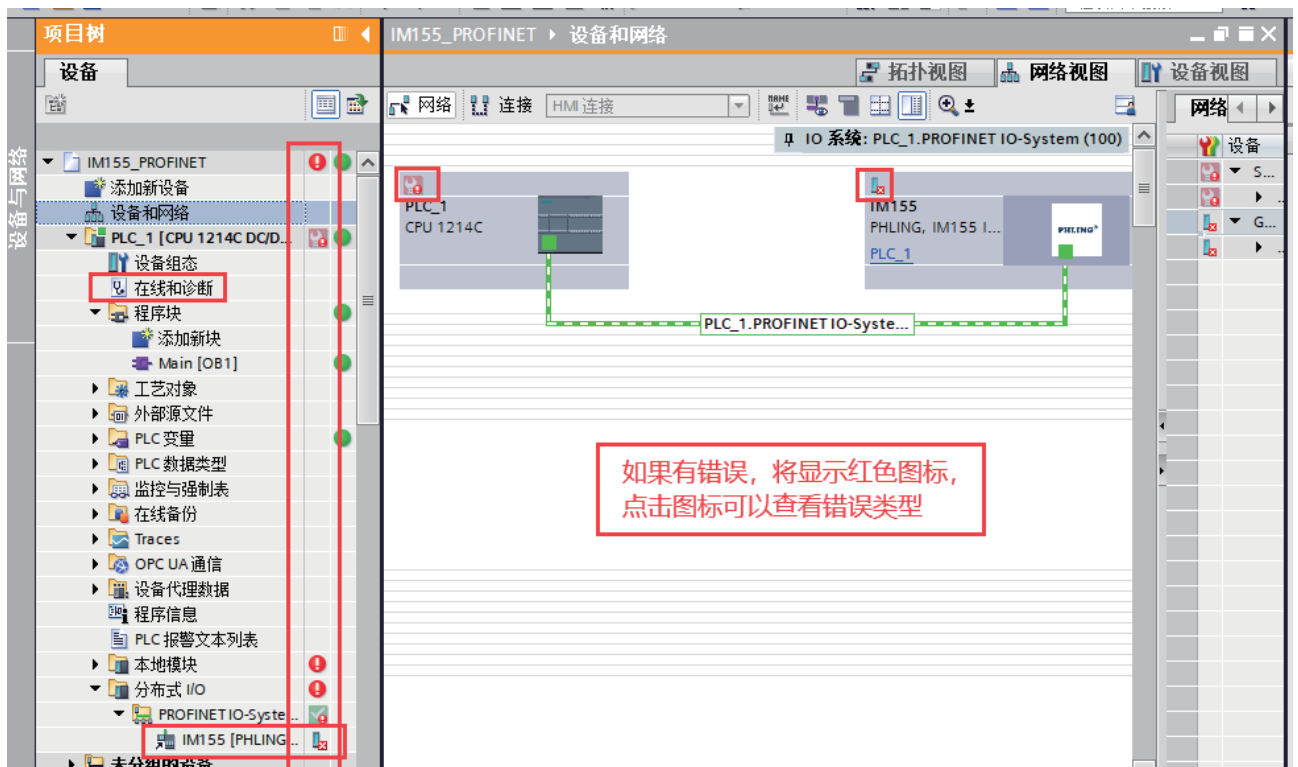 项目树
IM155_PROFINET ▸ 设备和网络
设备
拓扑视图
网络视图
设备视图
网络
连接
HMI 连接
网络
IO 系统: PLC_1.PROFINET IO-System (100)
设备
设备与网络
IM155_PROFINET
添加新设备
设备和网络
PLC_1 [CPU 1214C DC/D...
设备组态
在线和诊断
程序块
添加新块
Main [OB1]
工艺对象
外部源文件
PLC 变量
PLC 数据类型
监控与强制表
在线备份
Traces
OPC UA 通信
设备代理数据
程序信息
PLC 报警文本列表
本地模块
分布式 I/O
PROFINET IO-Syste...
IM155 [PHLING...
未分组的设备
PLC_1
CPU 1214C
IM155
PHLING, IM155 I...
PLC_1
PHLING
PLC_1.PROFINET IO-Syste...
S...
G...
如果有错误，将显示红色图标，
点击图标可以查看错误类型